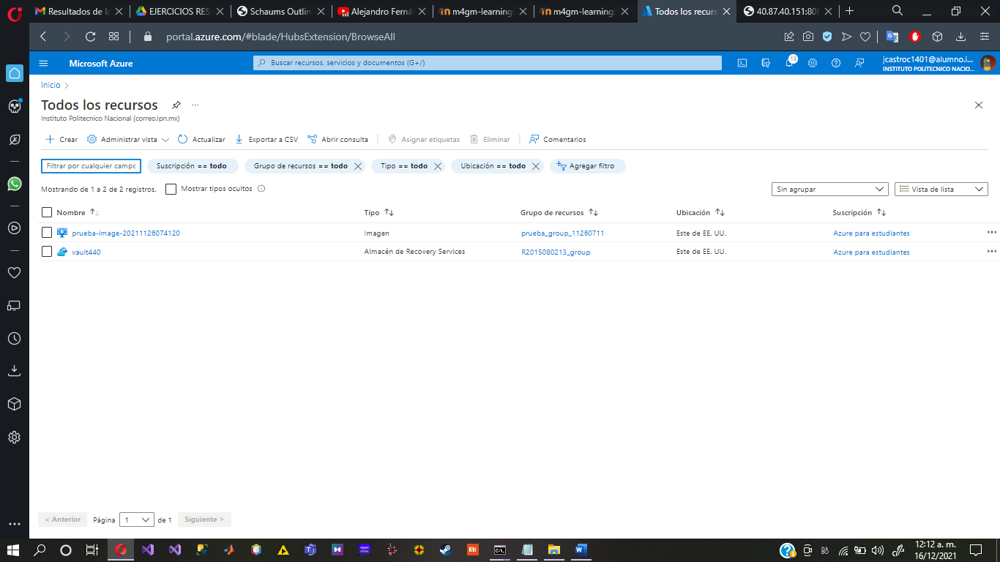 Resultados de la
EJERCICIOS RES
Schaums Outlin
Alejandro Ferná
m4gm-learning
m4gm-learning
Todos los recurs
40.87.40.151:808
portal.azure.com/#blade/HubsExtension/BrowseAll
Microsoft Azure
Buscar recursos, servicios y documentos (G+/)
13
jcastroc1401@alumno.i...
INSTITUTO POLITECNICO NACIO...
Inicio
Todos los recursos
Instituto Politecnico Nacional (correo.ipn.mx)
Crear
Administrar vista
Actualizar
Exportar a CSV
Abrir consulta
Asignar etiquetas
Eliminar
Comentarios
Filtrar por cualquier campo
Suscripción == todo
Grupo de recursos == todo
Tipo == todo
Ubicación == todo
Agregar filtro
Mostrando de 1 a 2 de 2 registros.
Mostrar tipos ocultos
Sin agrupar
Vista de lista
Nombre
Tipo
Grupo de recursos
Ubicación
Suscripción
prueba-image-20211126074120
Imagen
prueba_group_11260711
Este de EE. UU.
Azure para estudiantes
vault440
Almacén de Recovery Services
R2015080213_group
Este de EE. UU.
Azure para estudiantes
< Anterior
Página
1
de 1
Siguiente >
12:12 a. m.
16/12/2021